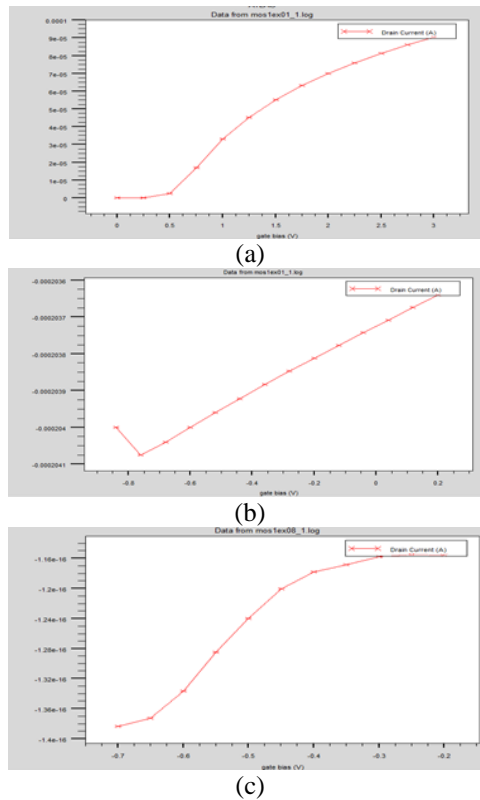 Data from mos1ex01_1.log
Drain Current (A)
0.0001
9e-05
8e-05
7e-05
6e-05
5e-05
4e-05
3e-05
2e-05
1e-05
0
0 0.5 1 1.5 2 2.5 3
gate bias (V)
(a)
Data from mos1ex01_1.log
Drain Current (A)
-0.0002036
-0.0002037
-0.0002038
-0.0002039
-0.000204
-0.0002041
-0.8 -0.6 -0.4 -0.2 0 0.2
gate bias (V)
(b)
Data from mos1ex08_1.log
Drain Current (A)
-1.16e-16
-1.2e-16
-1.24e-16
-1.28e-16
-1.32e-16
-1.36e-16
-1.4e-16
-0.7 -0.6 -0.5 -0.4 -0.3 -0.2
gate bias (V)
(c)